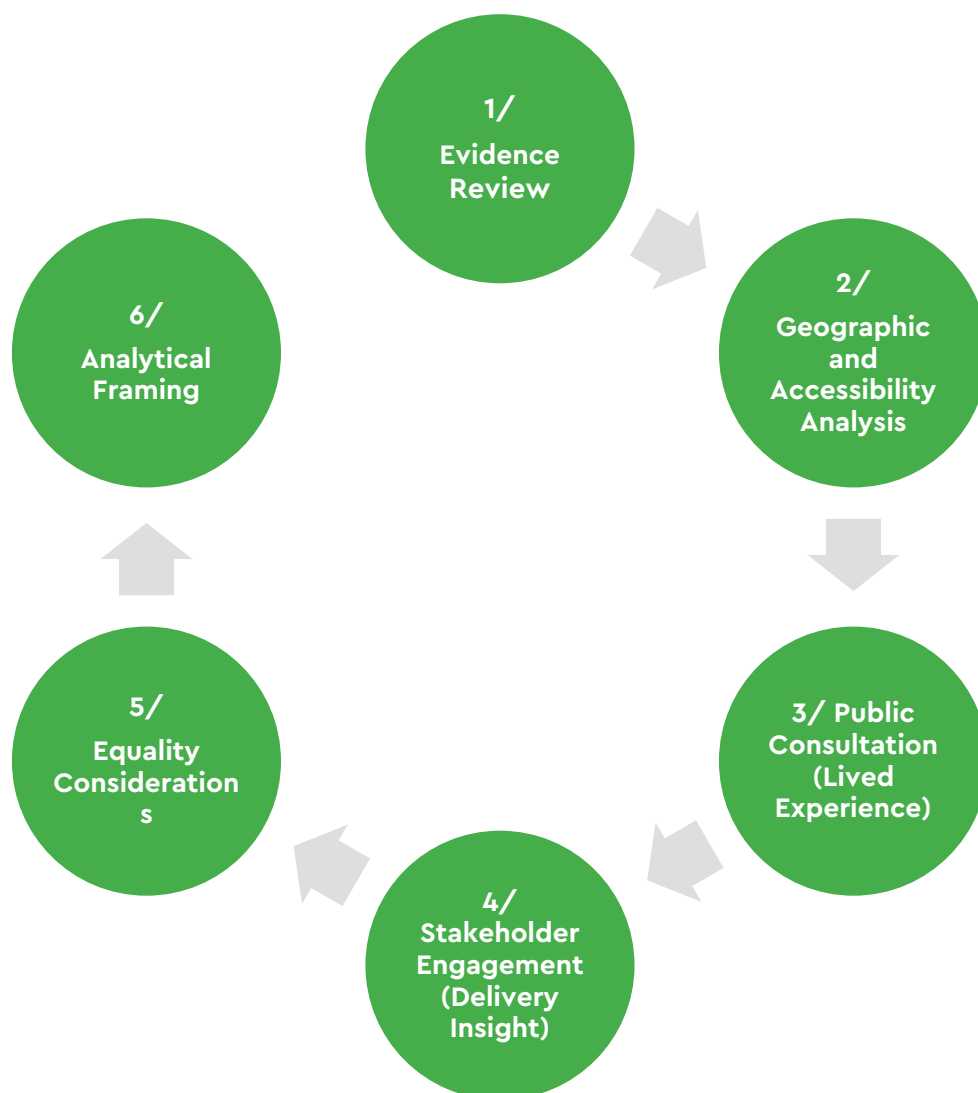 1/
Evidence
Review
2/
Geographic
and
Accessibility
Analysis
3/ Public
Consultation
(Lived
Experience)
4/
Stakeholder
Engagement
(Delivery
Insight)
5/
Equality
Consideration
s
6/
Analytical
Framing